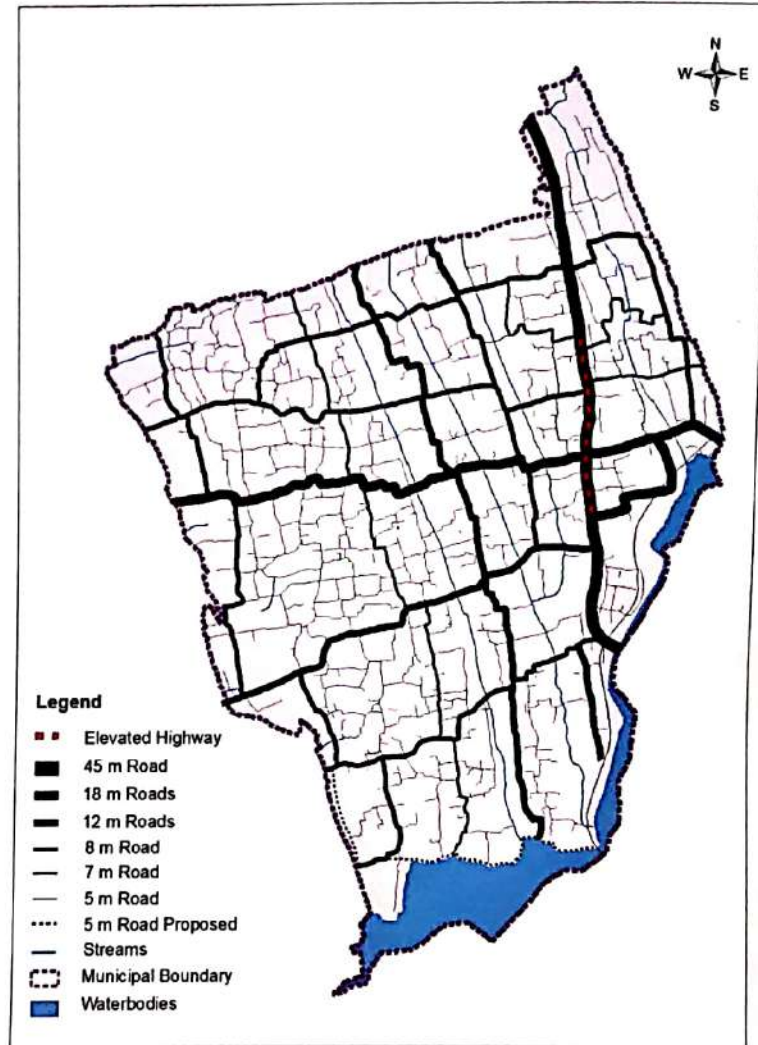 N
W E
S
Legend
Elevated Highway
45 m Road
18 m Roads
12 m Roads
8 m Road
7 m Road
5 m Road
5 m Road Proposed
Streams
Municipal Boundary
Waterbodies